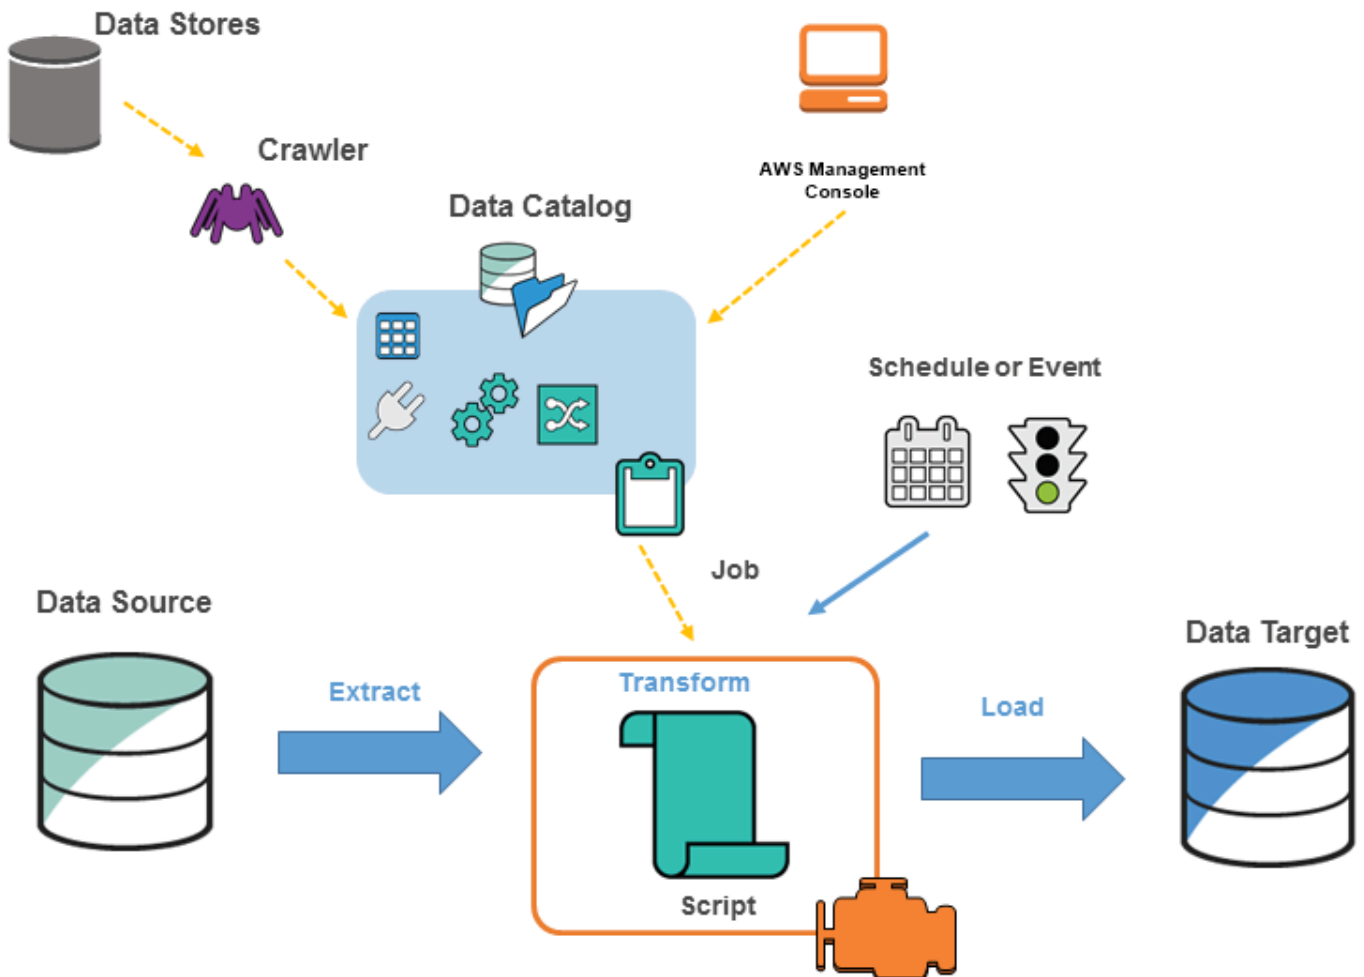 Data Stores
Crawler
AWS Management
Console
Data Catalog
Schedule or Event
Job
Data Source
Data Target
Extract
Transform
Load
Script